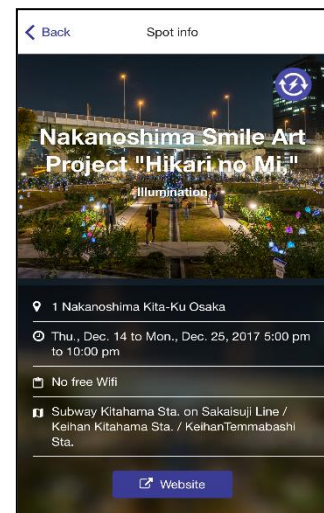 Back
Spot info
Nakanoshima Smile Art
Project "Hikari no Mi"
Illumination
1 Nakanoshima Kita-Ku Osaka
Thu., Dec. 14 to Mon., Dec. 25, 2017 5:00 pm
to 10:00 pm
No free Wifi
Subway Kitahama Sta. on Sakaisuji Line /
Keihan Kitahama Sta. / KeihanTemmabashi
Sta.
Website